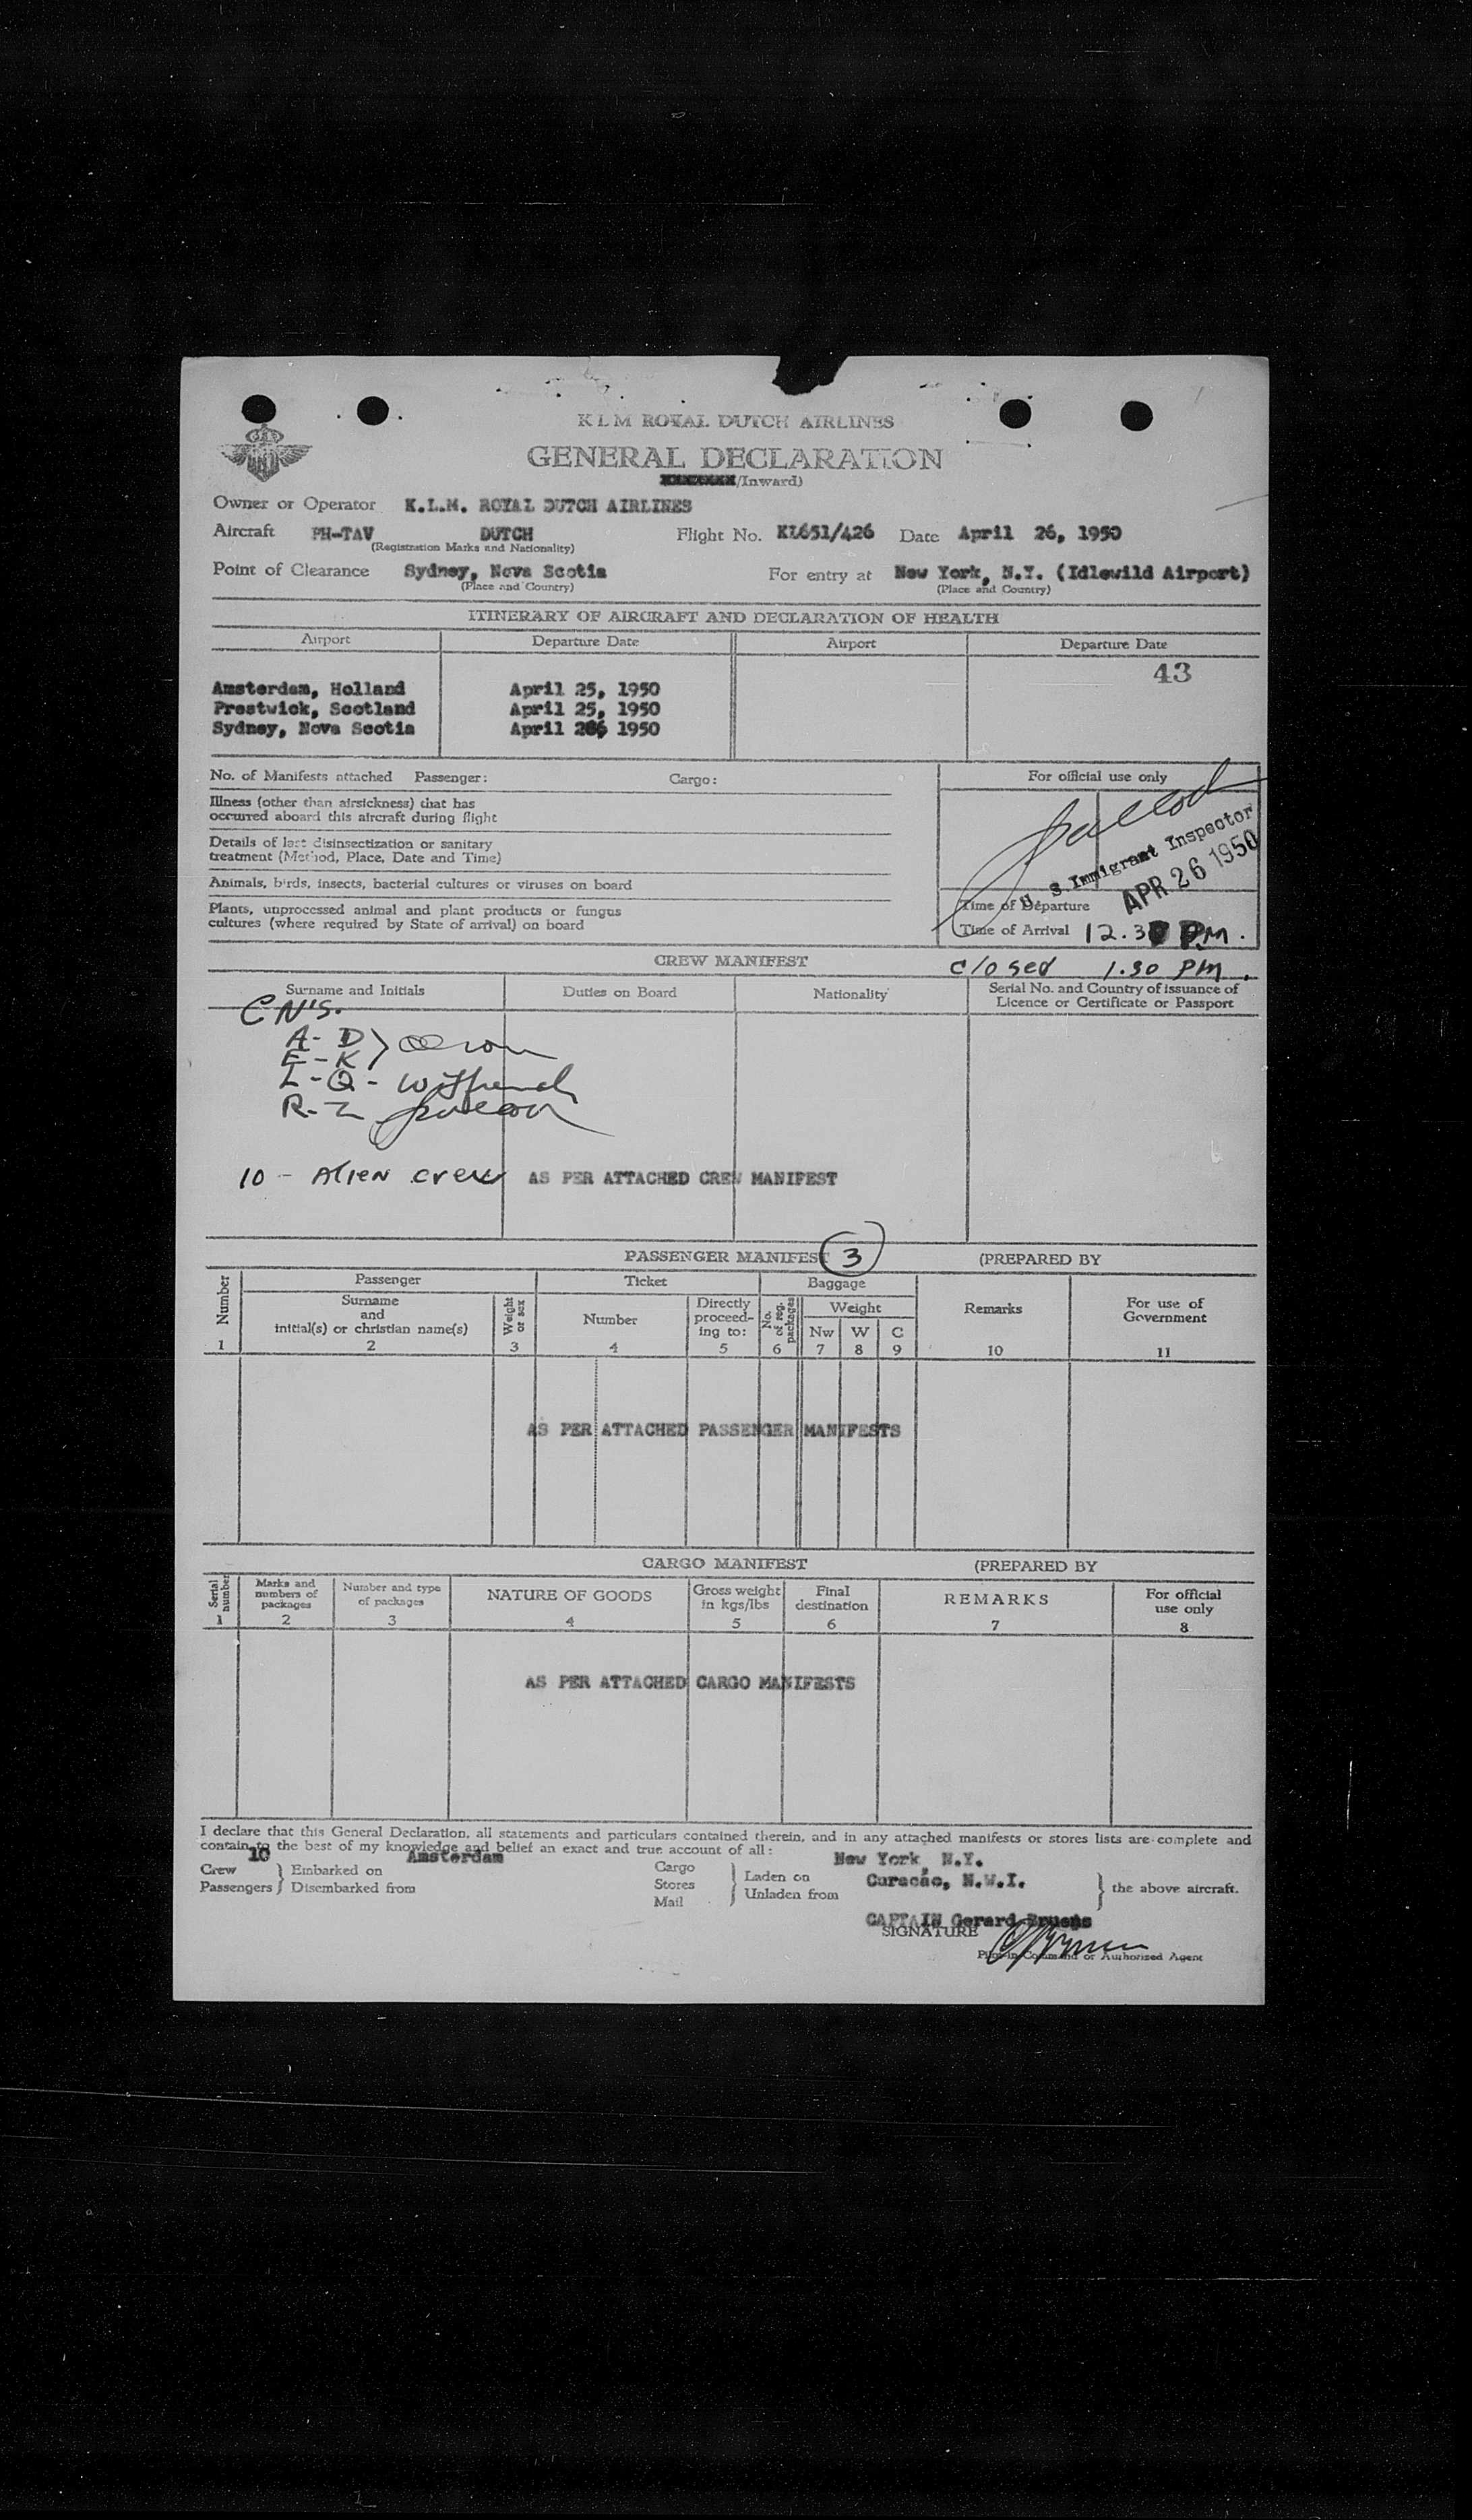 KLM ROYAL DUTCH AIRLINES
GENERAL DECLARATION
/Inward)
Owner or Operator K.L.M. ROYAL DUTCH AIRLINES
Aircraft PH-TAV DUTCH Flight No. KL651/426 Date April 26, 1950
(Registration Marks and Nationality)
Point of Clearance Sydney, Nova Scotia For entry at New York, N.Y. (Idlewild Airport)
(Place and Country) (Place and Country)
ITINERARY OF AIRCRAFT AND DECLARATION OF HEALTH
Airport Departure Date Airport Departure Date
43
Amsterdam, Holland April 25, 1950
Prestwick, Scotland April 25, 1950
Sydney, Nova Scotia April 26, 1950
No. of Manifests attached Passenger: Cargo: For official use only
Illness (other than airsickness) that has
occurred aboard this aircraft during flight
Details of last disinsectization or sanitary
treatment (Method, Place, Date and Time)
U. S. Immigrant Inspector
APR 26 1950
Animals, birds, insects, bacterial cultures or viruses on board
Plants, unprocessed animal and plant products or fungus
cultures (where required by State of arrival) on board
Time of Departure
Time of Arrival 12.30 P.M.
CREW MANIFEST closed 1.30 PM.
Surname and Initials Duties on Board Nationality Serial No. and Country of issuance of
Licence or Certificate or Passport
CN's.
A-D
E-K
L-Q-
R-Z
10 - Alien crew AS PER ATTACHED CREW MANIFEST
PASSENGER MANIFEST 3 (PREPARED BY
Number Passenger Ticket Baggage Remarks For use of Government
Surname and initial(s) or christian name(s) Weight or sex Number Directly proceeding to: No. of reg. packages Weight
Nw W C
1 2 3 4 5 6 7 8 9 10 11
AS PER ATTACHED PASSENGER MANIFESTS
CARGO MANIFEST (PREPARED BY
Serial number Marks and numbers of packages Number and type of packages NATURE OF GOODS Gross weight in kgs/lbs Final destination REMARKS For official use only
1 2 3 4 5 6 7 8
AS PER ATTACHED CARGO MANIFESTS
I declare that this General Declaration, all statements and particulars contained therein, and in any attached manifests or stores lists are complete and
contain to the best of my knowledge and belief an exact and true account of all:
10 Amsterdam New York, N.Y.
Crew Embarked on Cargo Laden on Curacao, N.W.I. the above aircraft.
Passengers Disembarked from Stores Unladen from
Mail
CAPTAIN Gerard Bruens
SIGNATURE
Pilot in Command or Authorized Agent